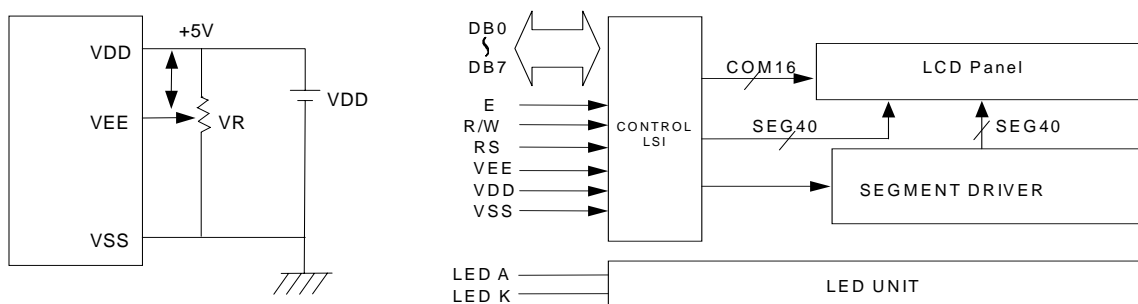 +5V
VDD
VDD
VEE
VR
VSS
DB0
DB7
E
R/W
RS
VEE
VDD
VSS
CONTROL
LSI
COM16
LCD Panel
SEG40
SEG40
SEGMENT DRIVER
LED A
LED K
LED UNIT